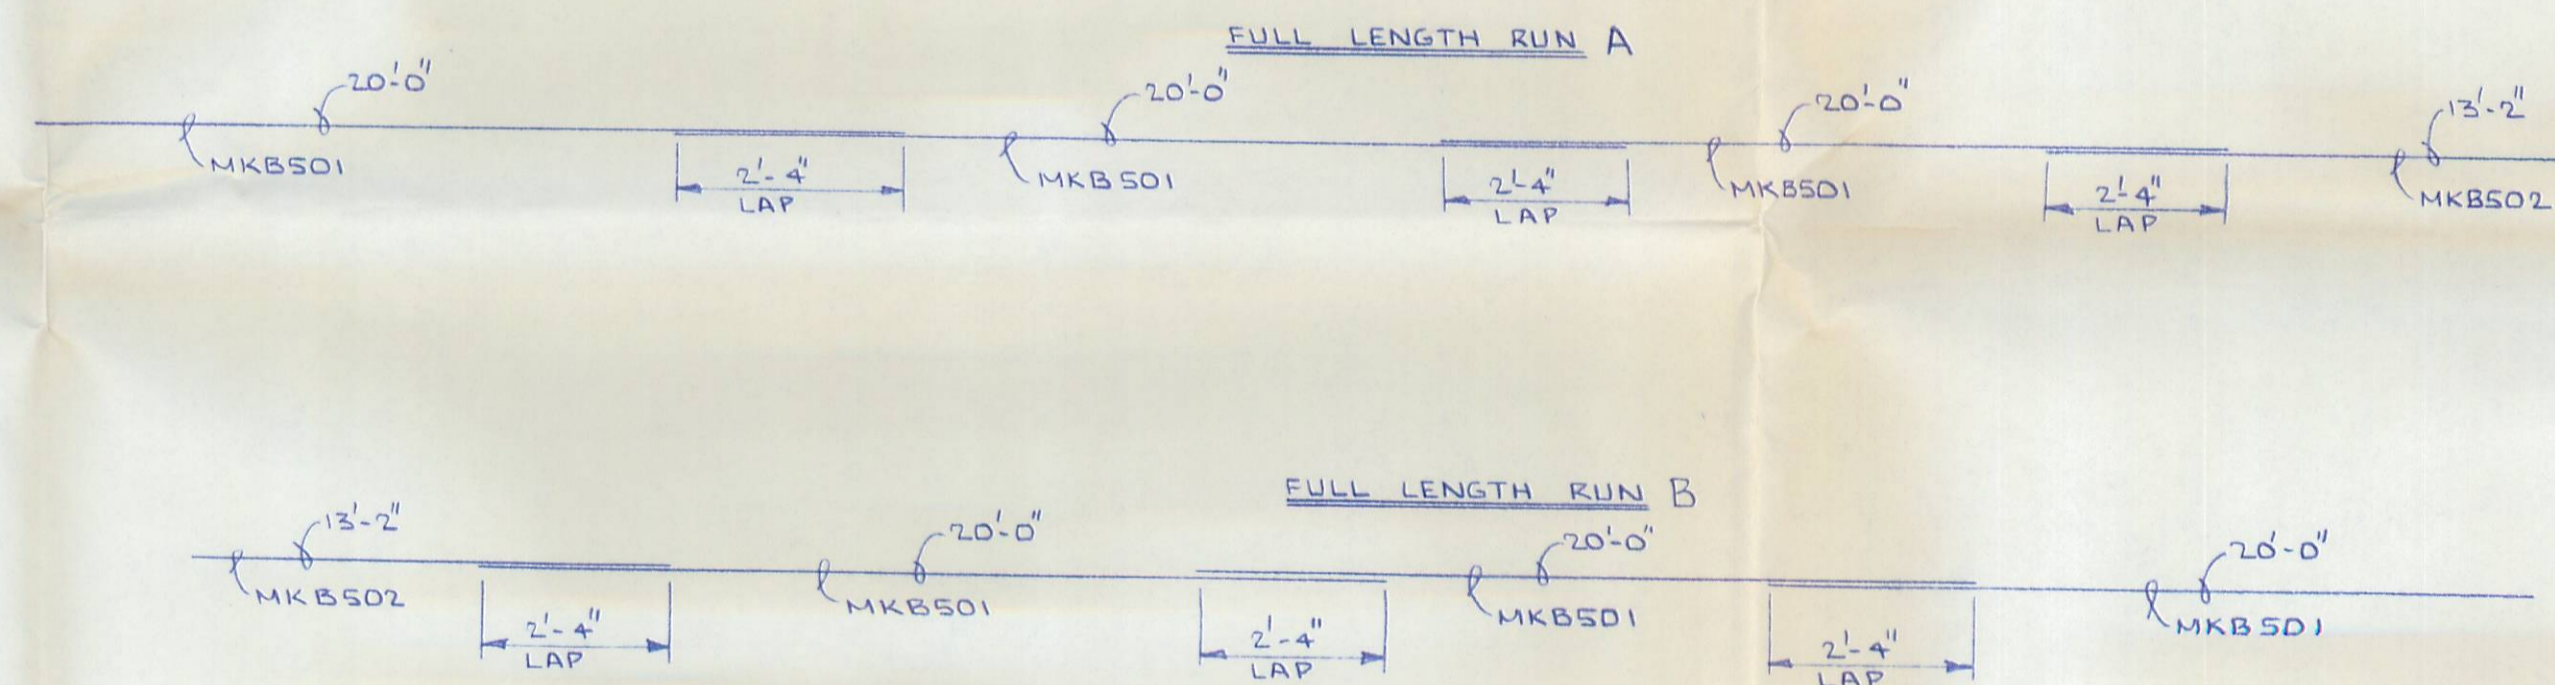 FULL LENGTH RUN A
20'-0"
20'-0"
20'-0"
13'-2"
MKB501
2'-4"
LAP
MKB501
2'-4"
LAP
MKB501
2'-4"
LAP
MKB502
FULL LENGTH RUN B
13'-2"
20'-0"
20'-0"
20'-0"
MKB502
2'-4"
LAP
MKB501
2'-4"
LAP
MKB501
2'-4"
LAP
MKB501